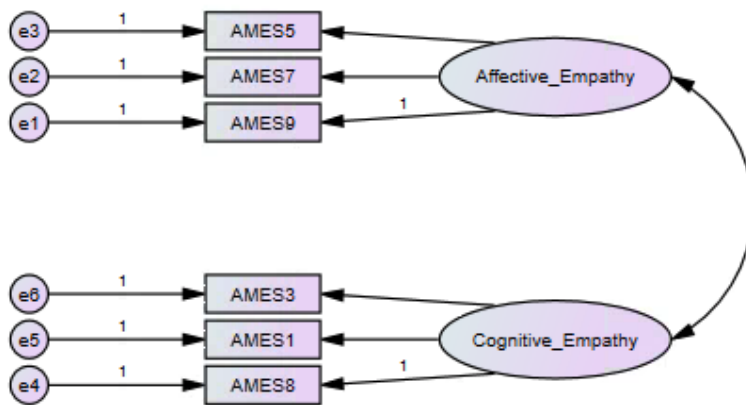 e3 1 AMES5
e2 1 AMES7 Affective_Empathy
e1 1 AMES9 1
e6 1 AMES3
e5 1 AMES1 Cognitive_Empathy
e4 1 AMES8 1